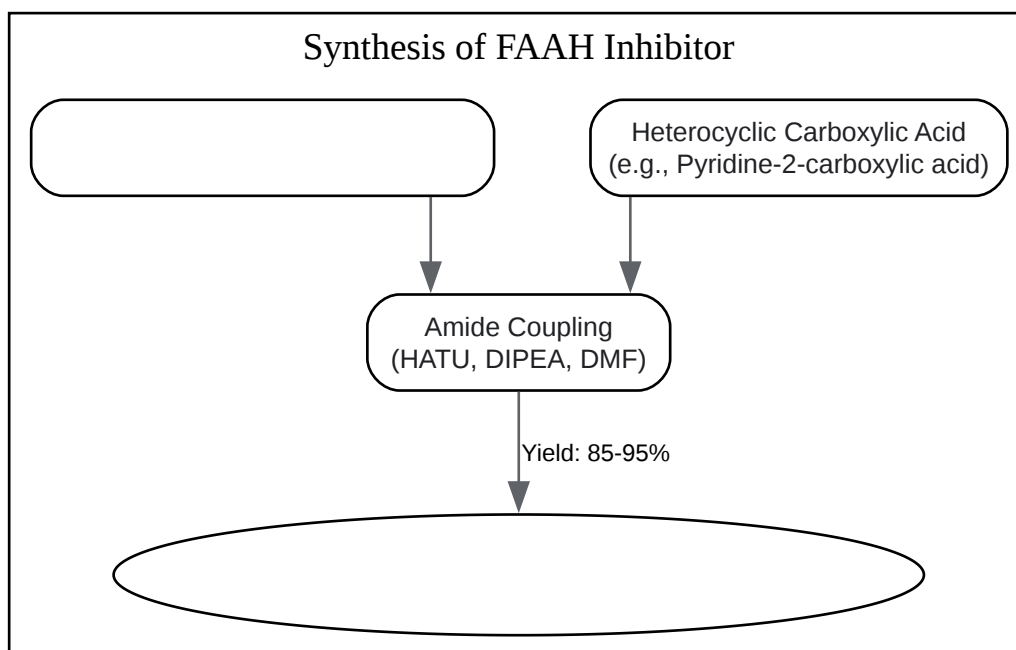 Synthesis of FAAH Inhibitor
Heterocyclic Carboxylic Acid
(e.g., Pyridine-2-carboxylic acid)
Amide Coupling
(HATU, DIPEA, DMF)
Yield: 85-95%